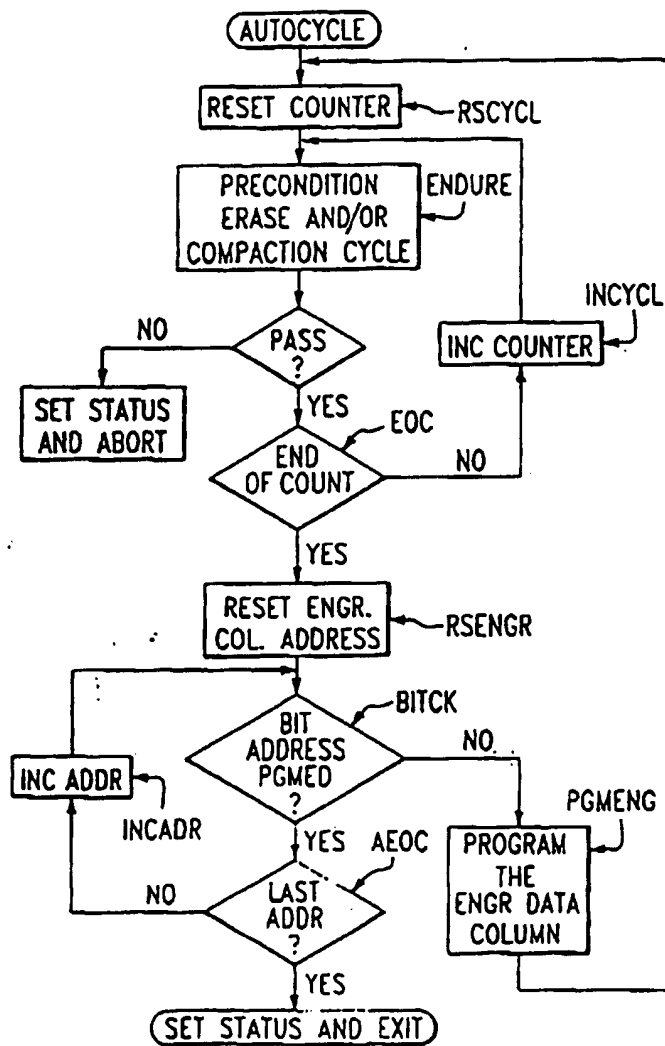 AUTOCYCLE
RESET COUNTER
RSCYCL
PRECONDITION
ERASE AND/OR
COMPACTION CYCLE
ENDURE
INCYCL
INC COUNTER
PASS
?
NO
YES
SET STATUS
AND ABORT
EOC
END
OF COUNT
NO
YES
RESET ENGR.
COL. ADDRESS
RSENGR
BITCK
BIT
ADDRESS
PGMED
?
NO
YES
INC ADDR
INCADR
PGMENG
PROGRAM
THE
ENGR DATA
COLUMN
AEOC
LAST
ADDR
?
NO
YES
SET STATUS AND EXIT